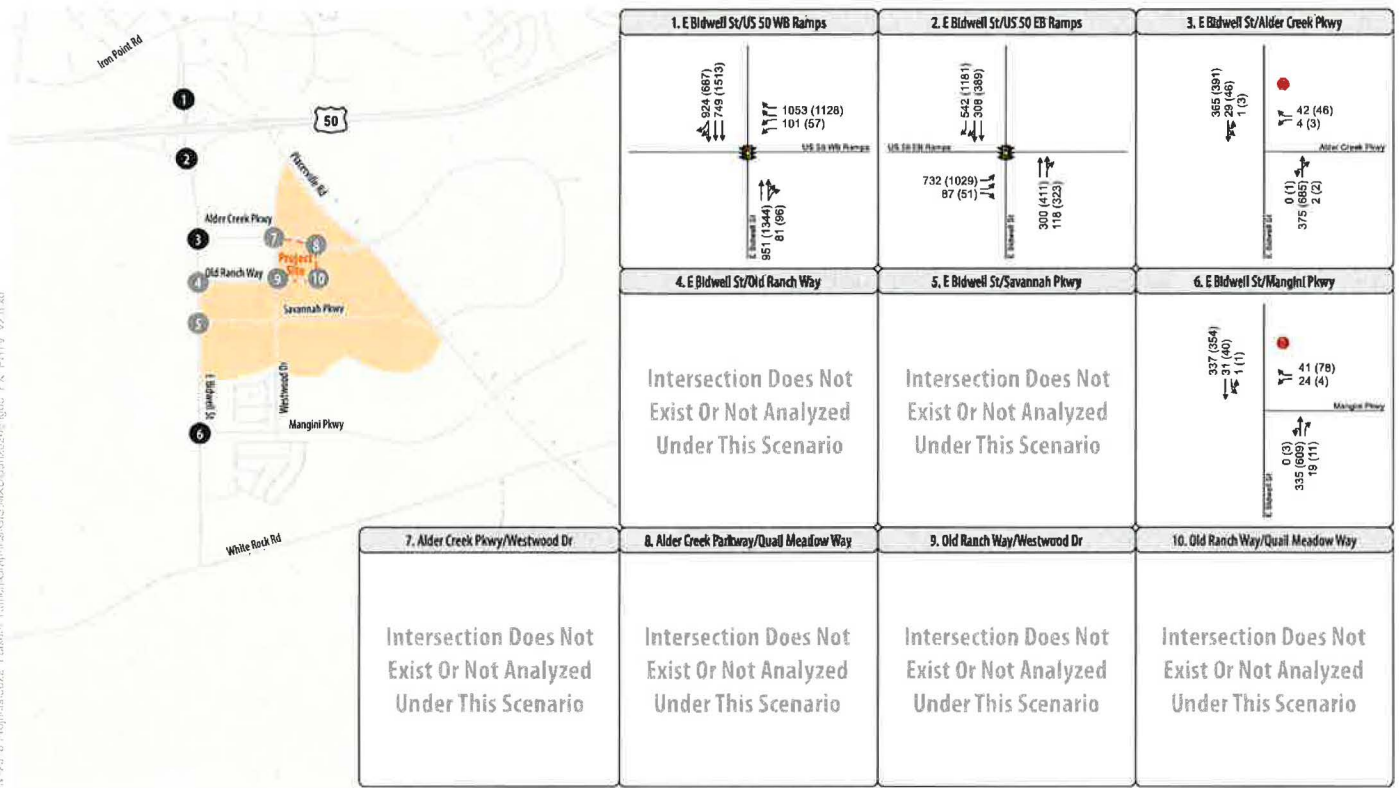 Iron Point Rd
1
50
2
Placerville Rd
Alder Creek Pkwy
3
7
8
Project
Site
Old Ranch Way
4
9
10
Savannah Pkwy
5
E Bidwell St
Westwood Dr
Mangini Pkwy
6
White Rock Rd
1. E Bidwell St/US 50 WB Ramps
924 (687)
749 (1513)
1053 (1128)
101 (57)
US 50 WB Ramps
951 (1344)
81 (96)
E Bidwell St
2. E Bidwell St/US 50 EB Ramps
542 (1181)
308 (389)
US 50 EB Ramps
732 (1029)
87 (51)
300 (411)
118 (323)
E Bidwell St
3. E Bidwell St/Alder Creek Pkwy
365 (391)
29 (46)
1 (3)
42 (46)
4 (3)
Alder Creek Pkwy
0 (1)
375 (685)
2 (2)
E Bidwell St
4. E Bidwell St/Old Ranch Way
Intersection Does Not
Exist Or Not Analyzed
Under This Scenario
5. E Bidwell St/Savannah Pkwy
Intersection Does Not
Exist Or Not Analyzed
Under This Scenario
6. E Bidwell St/Mangini Pkwy
337 (354)
31 (40)
1 (1)
41 (78)
24 (4)
Mangini Pkwy
0 (3)
335 (609)
19 (11)
E Bidwell St
7. Alder Creek Pkwy/Westwood Dr
Intersection Does Not
Exist Or Not Analyzed
Under This Scenario
8. Alder Creek Parkway/Quail Meadow Way
Intersection Does Not
Exist Or Not Analyzed
Under This Scenario
9. Old Ranch Way/Westwood Dr
Intersection Does Not
Exist Or Not Analyzed
Under This Scenario
10. Old Ranch Way/Quail Meadow Way
Intersection Does Not
Exist Or Not Analyzed
Under This Scenario